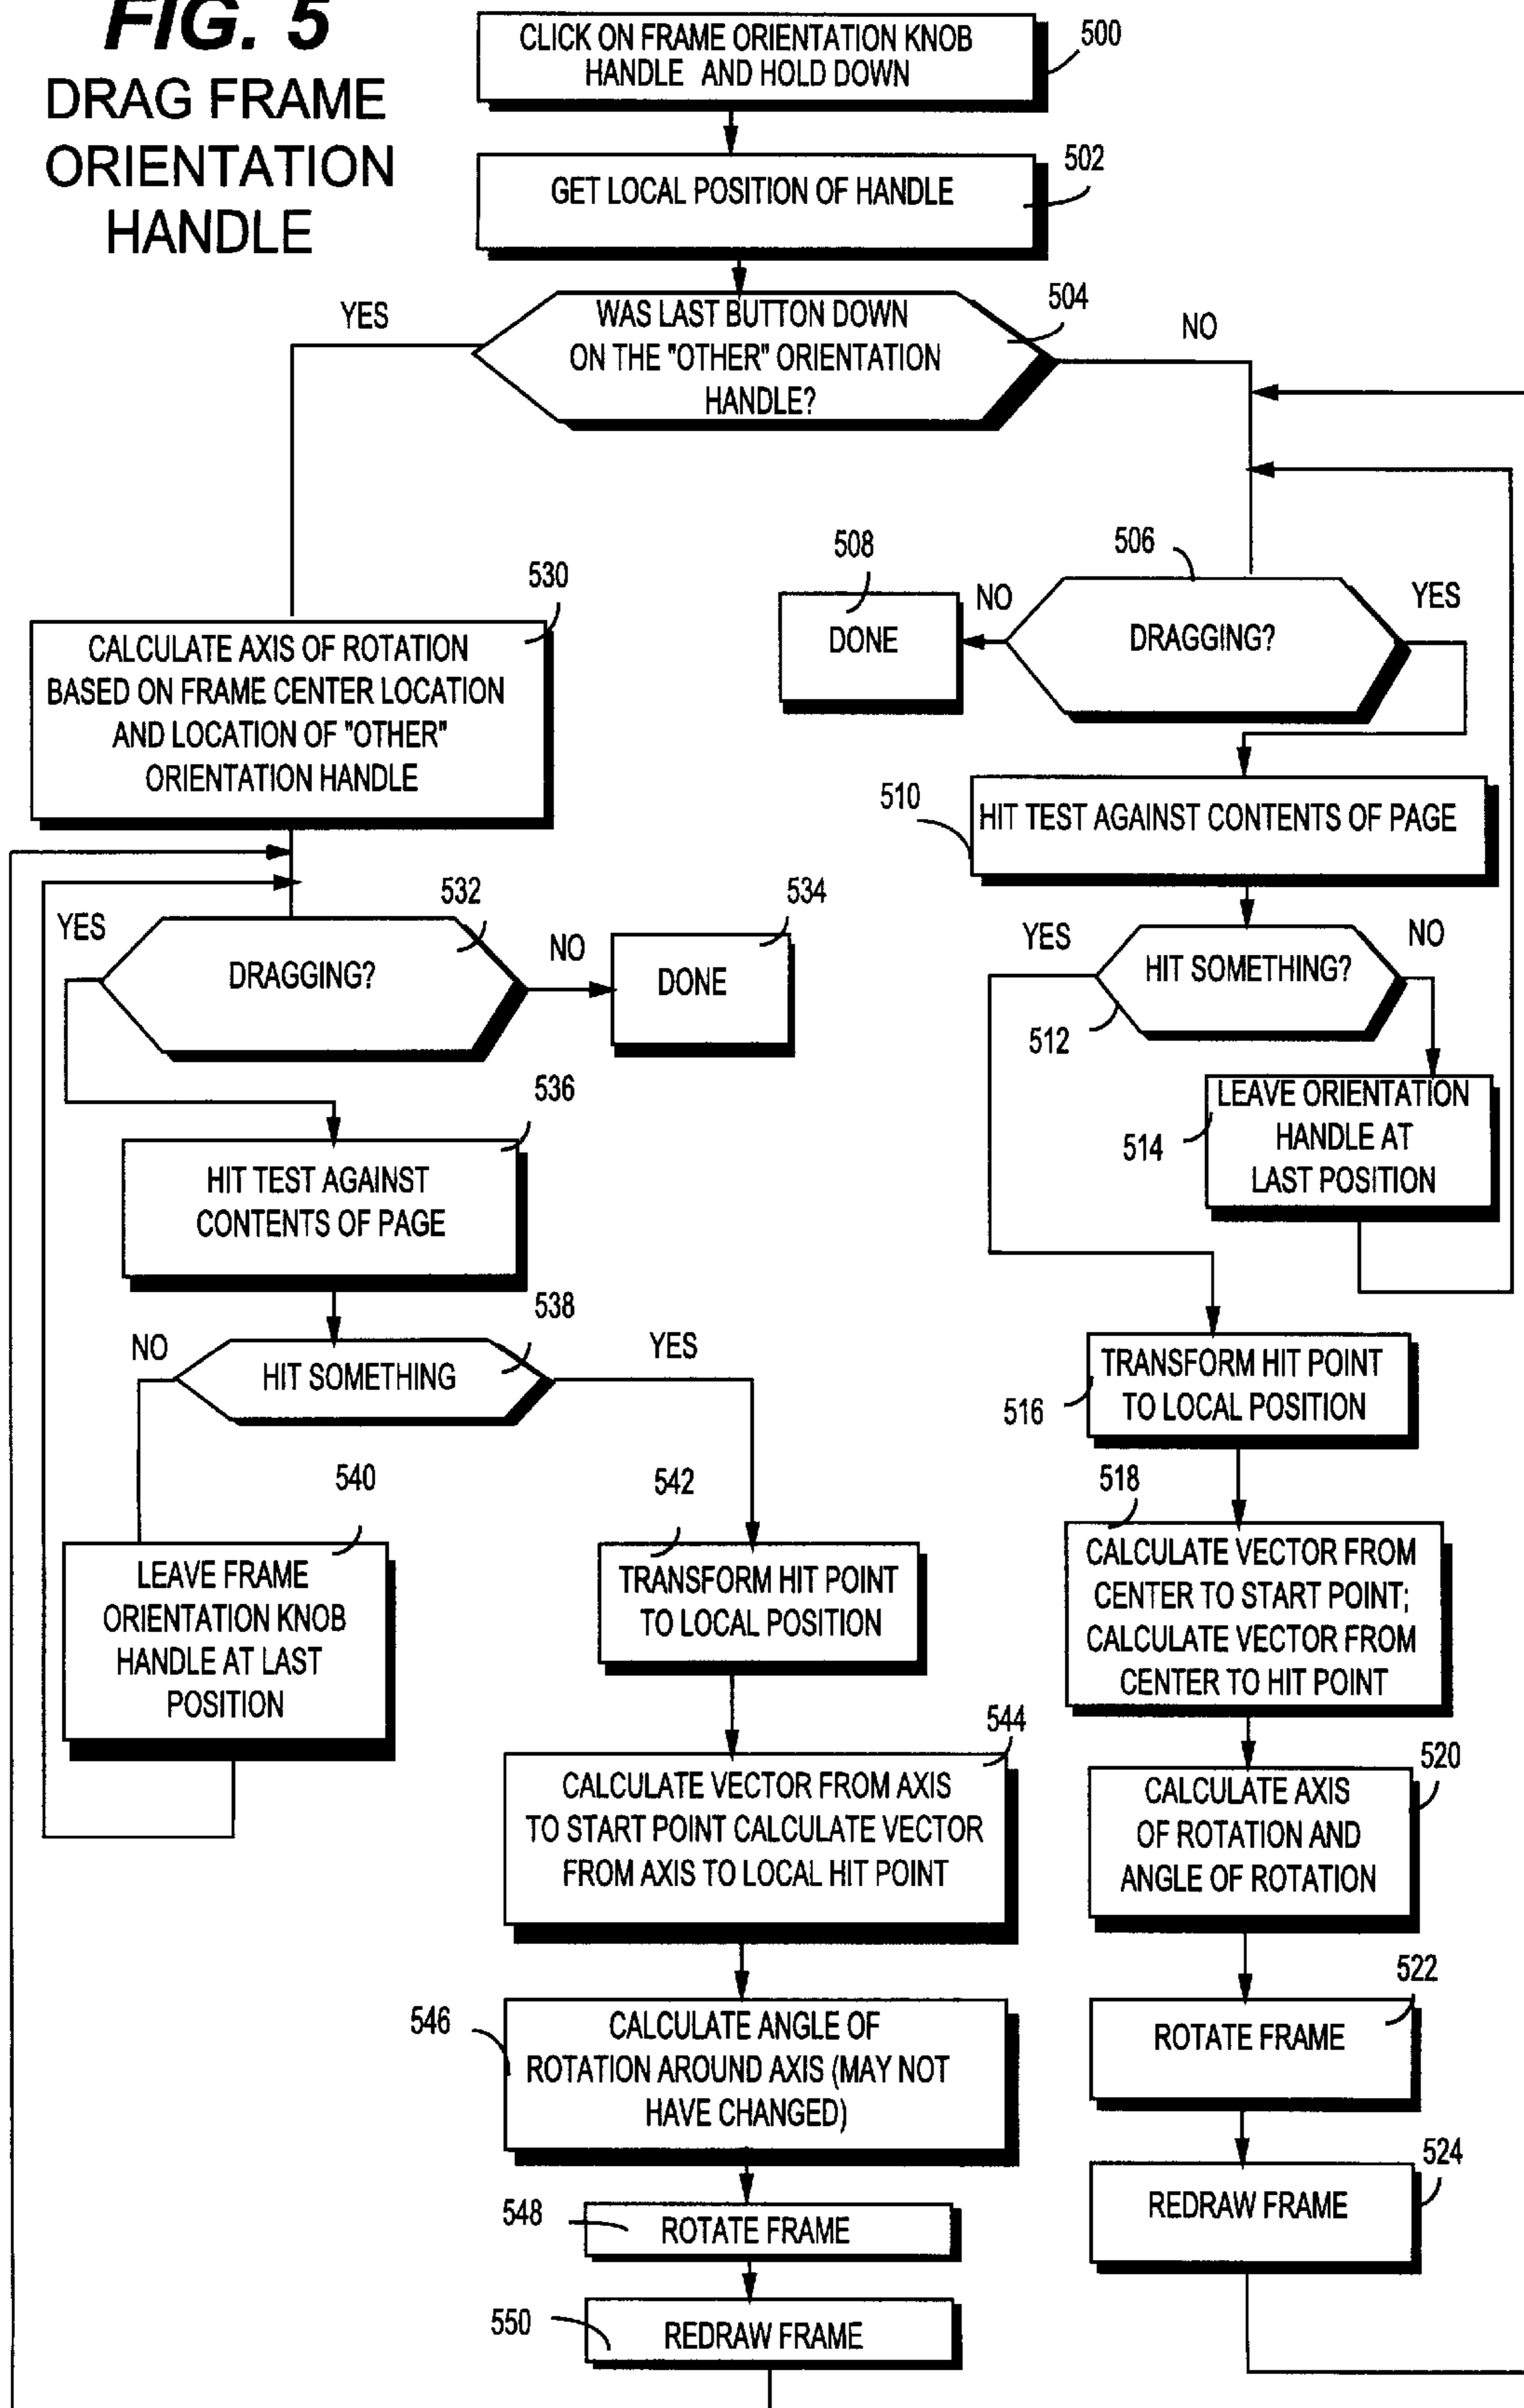 FIG. 5
DRAG FRAME
ORIENTATION
HANDLE
CLICK ON FRAME ORIENTATION KNOB
HANDLE AND HOLD DOWN
500
GET LOCAL POSITION OF HANDLE
502
WAS LAST BUTTON DOWN
ON THE "OTHER" ORIENTATION
HANDLE?
504
YES
NO
530
CALCULATE AXIS OF ROTATION
BASED ON FRAME CENTER LOCATION
AND LOCATION OF "OTHER"
ORIENTATION HANDLE
532
DRAGGING?
YES
NO
534
DONE
536
HIT TEST AGAINST
CONTENTS OF PAGE
538
HIT SOMETHING
NO
YES
540
LEAVE FRAME
ORIENTATION KNOB
HANDLE AT LAST
POSITION
542
TRANSFORM HIT POINT
TO LOCAL POSITION
544
CALCULATE VECTOR FROM AXIS
TO START POINT CALCULATE VECTOR
FROM AXIS TO LOCAL HIT POINT
546
CALCULATE ANGLE OF
ROTATION AROUND AXIS (MAY NOT
HAVE CHANGED)
548
ROTATE FRAME
550
REDRAW FRAME
506
DRAGGING?
NO
YES
508
DONE
510
HIT TEST AGAINST CONTENTS OF PAGE
512
HIT SOMETHING?
YES
NO
514
LEAVE ORIENTATION
HANDLE AT
LAST POSITION
516
TRANSFORM HIT POINT
TO LOCAL POSITION
518
CALCULATE VECTOR FROM
CENTER TO START POINT;
CALCULATE VECTOR FROM
CENTER TO HIT POINT
520
CALCULATE AXIS
OF ROTATION AND
ANGLE OF ROTATION
522
ROTATE FRAME
524
REDRAW FRAME